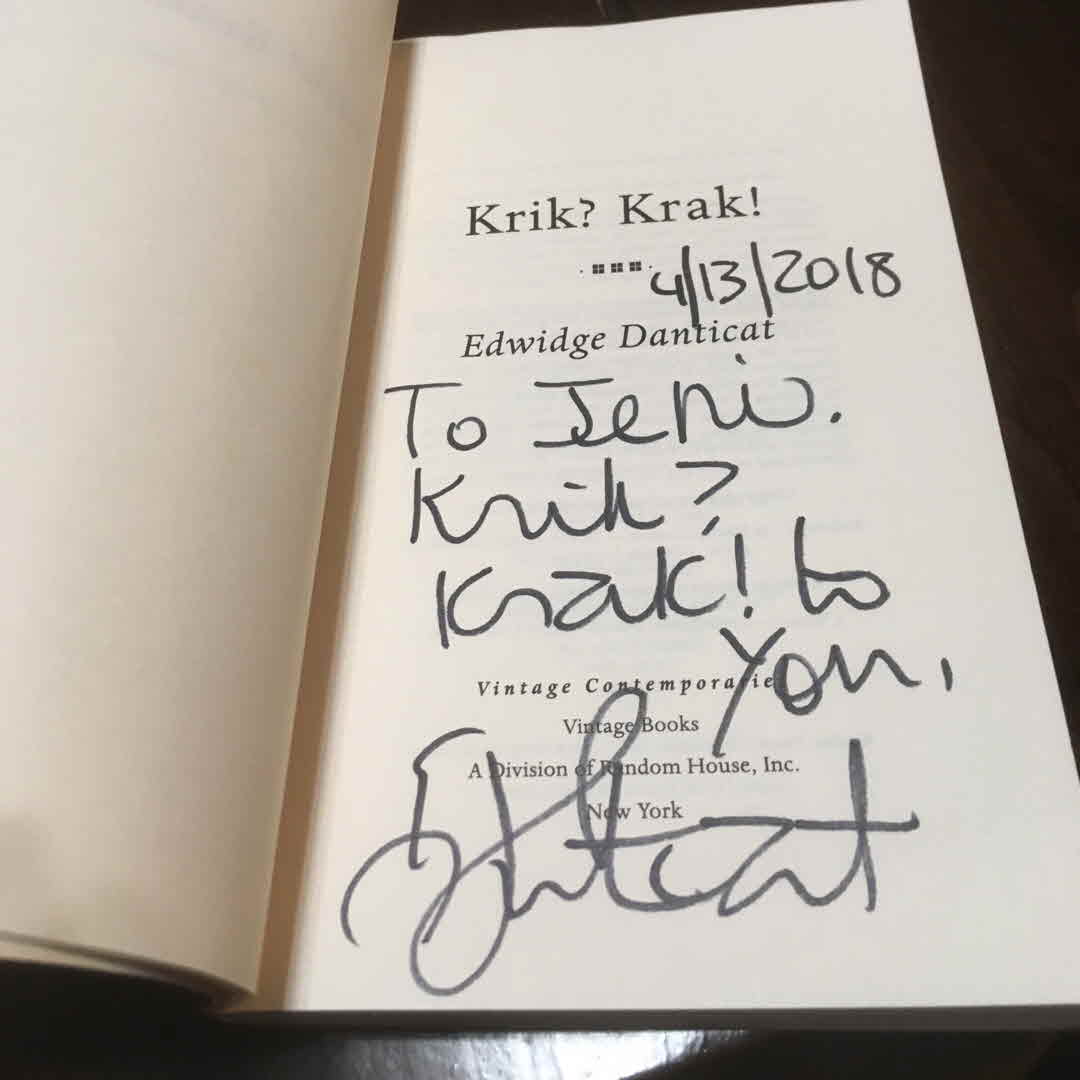 Krik? Krak!
4/13/2018
Edwidge Danticat
To Jeni.
Krik?
Krak! to
you,
Vintage Contemporaries
Vintage Books
A Division of Random House, Inc.
New York